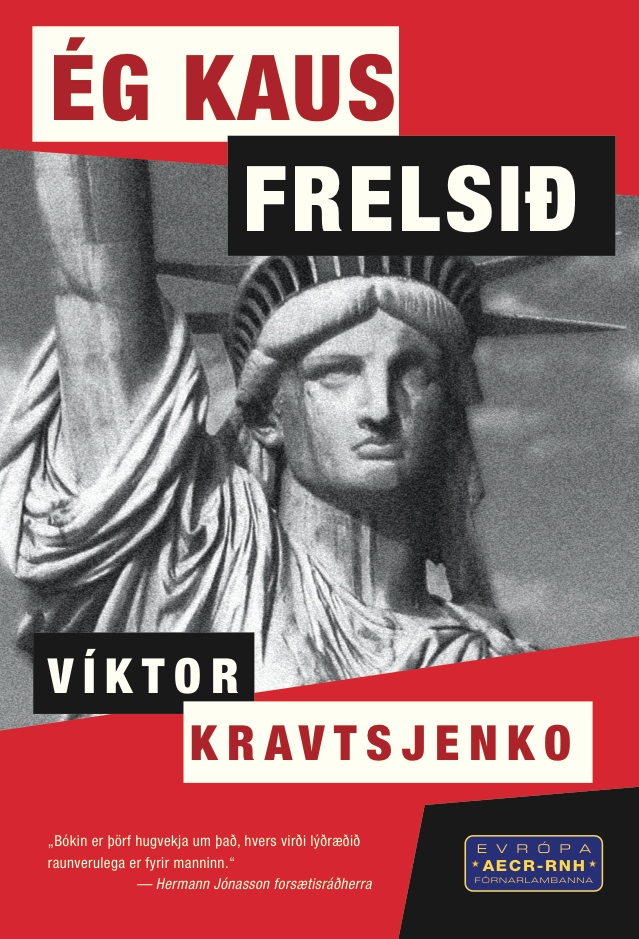 ÉG KAUS
FRELSIÐ
VÍKTOR
KRAVTSJENKO
„Bókin er þörf hugvekja um það, hvers virði lýðræðið
raunverulega er fyrir manninn.“
— Hermann Jónasson forsætisráðherra
EVRÓPA
★ AECR-RNH ★
FÓRNARLAMBANNA